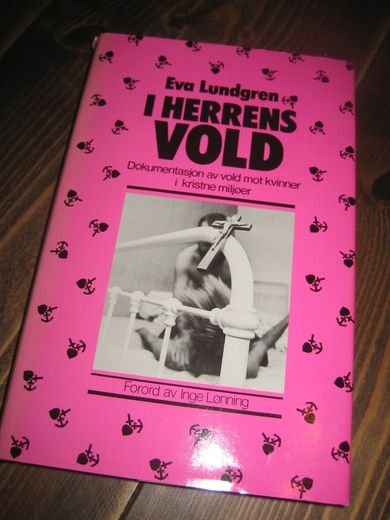 Eva Lundgren
I HERRENS
VOLD
Dokumentasjon av vold mot kvinner
i kristne miljøer
Forord av Inge Lønning